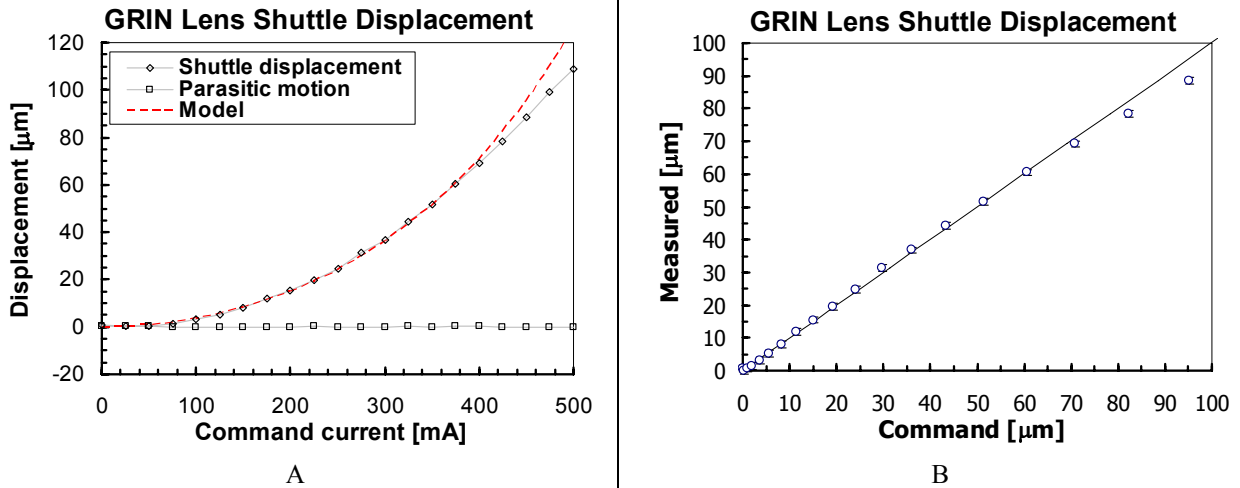 GRIN Lens Shuttle Displacement
120
100
80
60
40
20
0
-20
Displacement [μm]
Shuttle displacement
Parasitic motion
Model
0 100 200 300 400 500
Command current [mA]
A
GRIN Lens Shuttle Displacement
100
90
80
70
60
50
40
30
20
10
0
Measured [μm]
0 10 20 30 40 50 60 70 80 90 100
Command [μm]
B